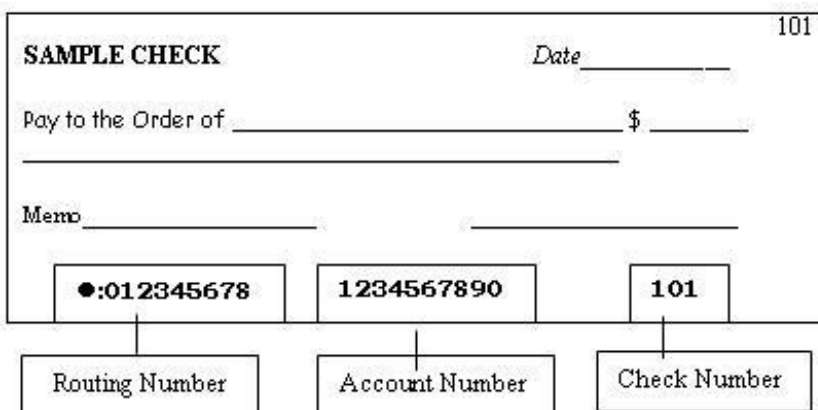 101
SAMPLE CHECK Date
Pay to the Order of $
Memo
●:012345678 1234567890 101
Routing Number Account Number Check Number